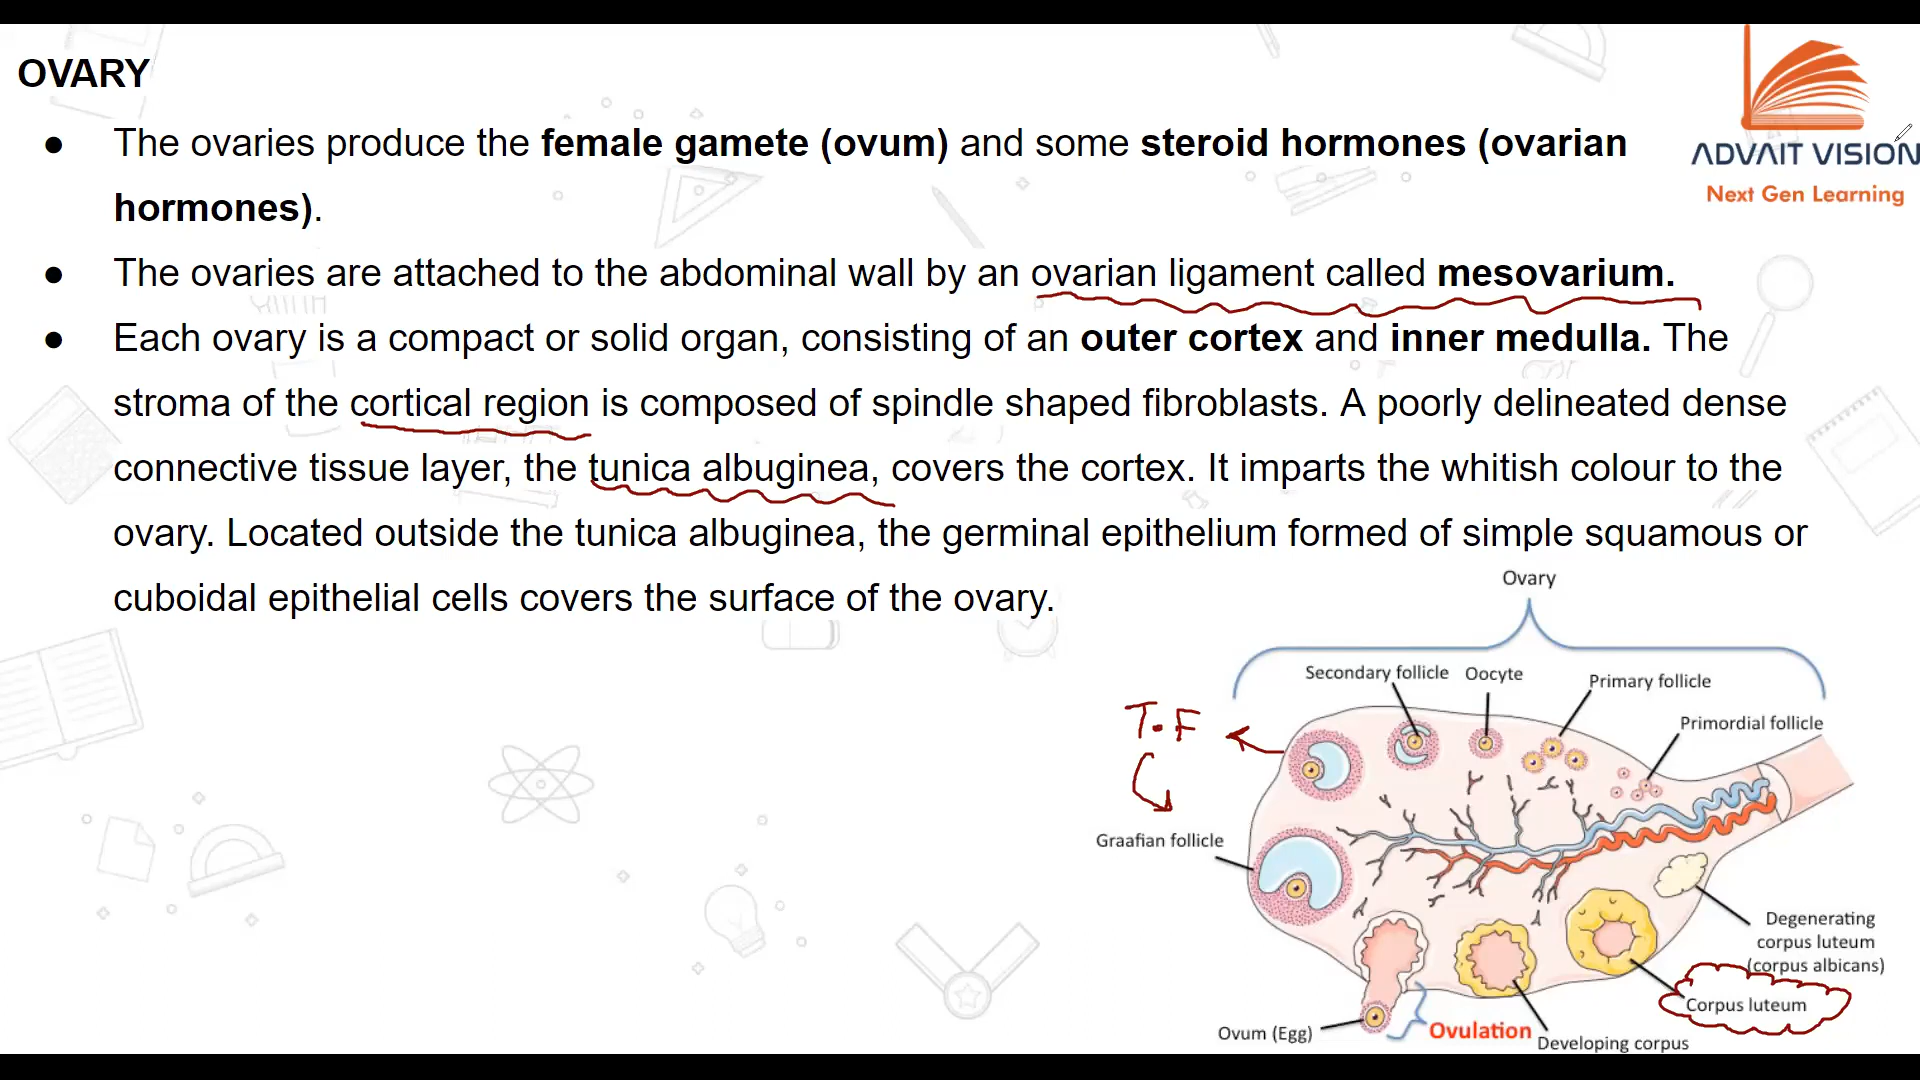 OVARY
● The ovaries produce the female gamete (ovum) and some steroid hormones (ovarian
hormones).
● The ovaries are attached to the abdominal wall by an ovarian ligament called mesovarium.
● Each ovary is a compact or solid organ, consisting of an outer cortex and inner medulla. The
stroma of the cortical region is composed of spindle shaped fibroblasts. A poorly delineated dense
connective tissue layer, the tunica albuginea, covers the cortex. It imparts the whitish colour to the
ovary. Located outside the tunica albuginea, the germinal epithelium formed of simple squamous or
cuboidal epithelial cells covers the surface of the ovary.
ADVAIT VISION
Next Gen Learning
Ovary
Secondary follicle
Oocyte
Primary follicle
Primordial follicle
T.F
Graafian follicle
Degenerating
corpus luteum
(corpus albicans)
Corpus luteum
Ovum (Egg)
Ovulation
Developing corpus